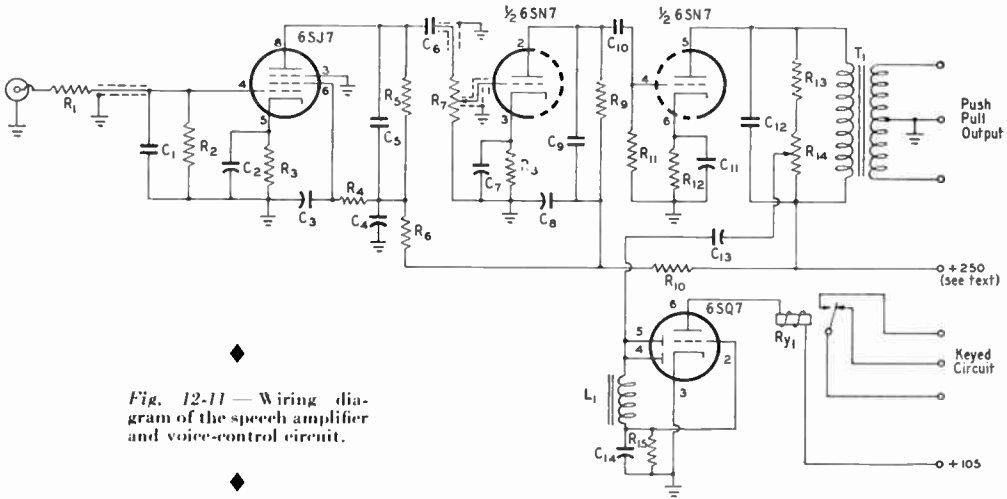 6SJ7
½ 6SN7
½ 6SN7
8
3
6
4
5
R1
C1
R2
C2
R3
C3
R4
C4
C5
R5
R6
C6
R7
2
3
C7
C8
C9
R9
C10
R11
5
4
6
R12
C11
C12
R13
R14
T1
Push
Pull
Output
C13
R10
+250
(see text)
6SQ7
6
5
4
2
3
L1
C14
R15
Ry1
Keyed
Circuit
+105
Fig. 12-11 — Wiring dia-
gram of the speech amplifier
and voice-control circuit.